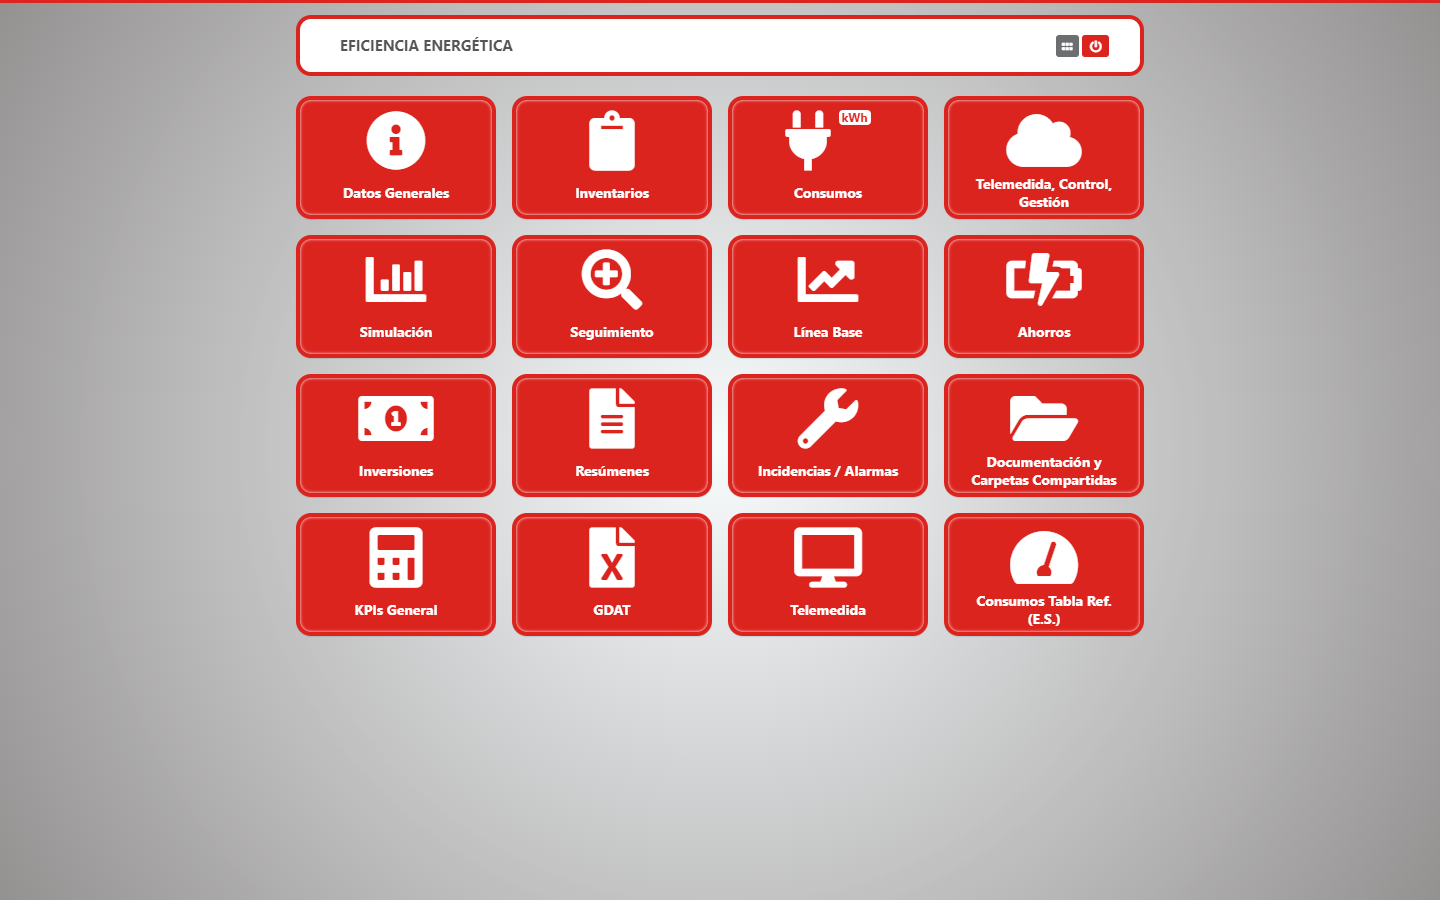 EFICIENCIA ENERGÉTICA
Datos Generales
Inventarios
kWh
Consumos
Telemedida, Control,
Gestión
Simulación
Seguimiento
Línea Base
Ahorros
1
Inversiones
Resúmenes
Incidencias / Alarmas
Documentación y
Carpetas Compartidas
KPIs General
X
GDAT
Telemedida
Consumos Tabla Ref.
(E.S.)